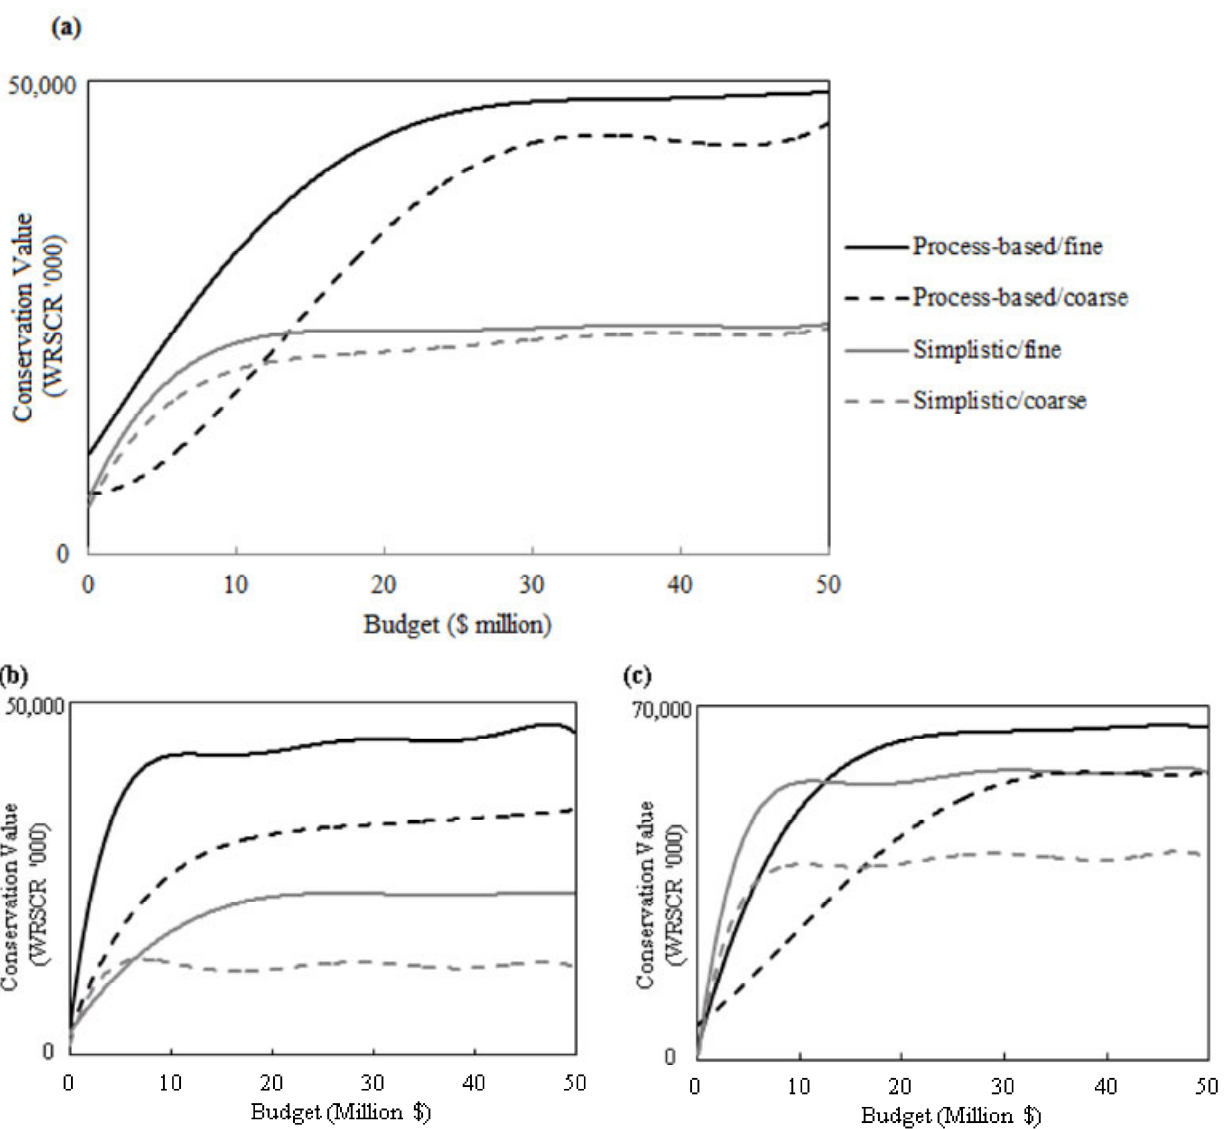 (a)
50,000
Conservation Value
(WRSCR '000)
0
0 10 20 30 40 50
Budget ($ million)
Process-based/fine
Process-based/coarse
Simplistic/fine
Simplistic/coarse
(b)
50,000
Conservation Value
(WRSCR '000)
0
0 10 20 30 40 50
Budget (Million $)
(c)
70,000
Conservation Value
(WRSCR '000)
0
0 10 20 30 40 50
Budget (Million $)